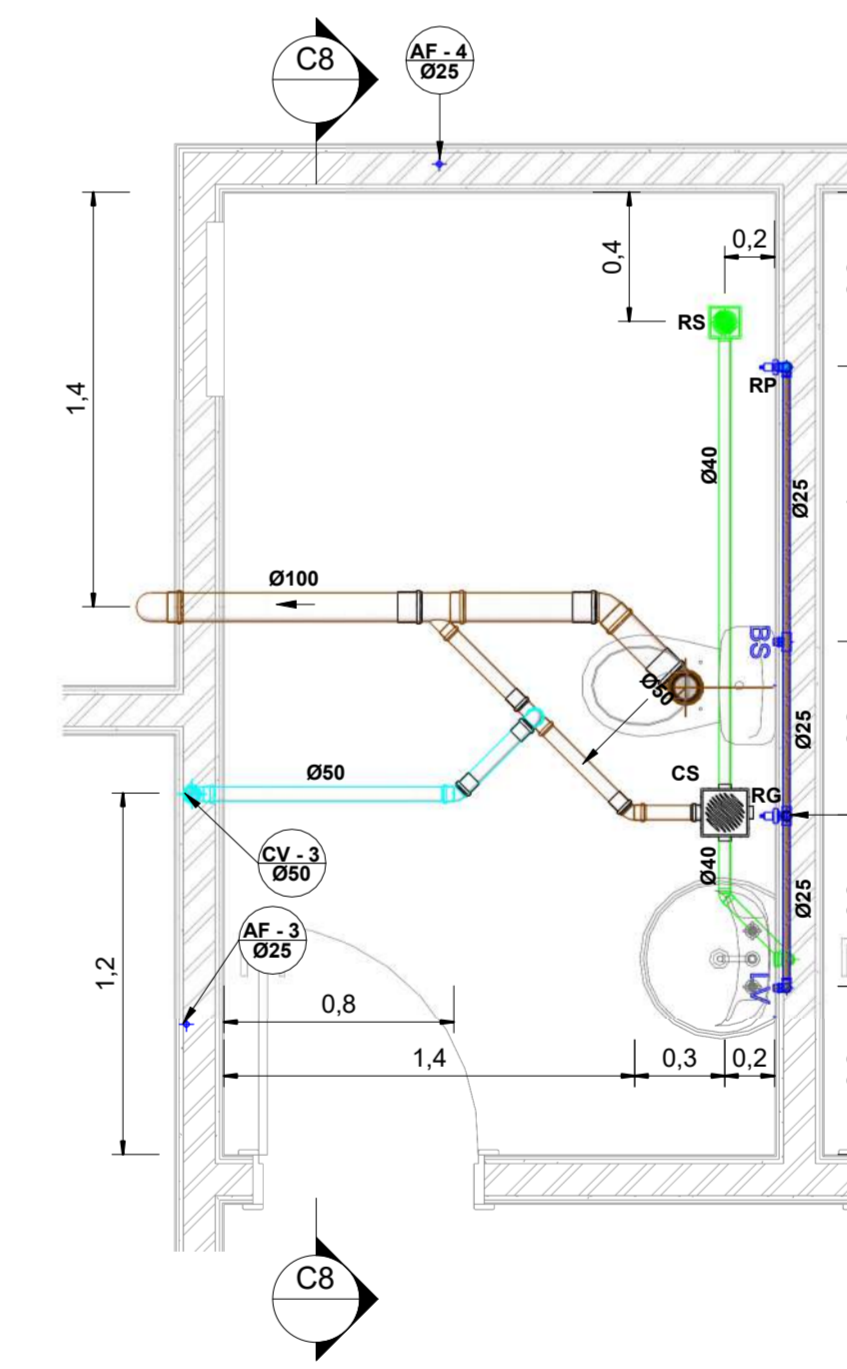 C8
AF - 4
Ø25
0,2
0,4
RS
RP
1,4
Ø40
Ø25
Ø100
BS
Ø50
Ø25
CS
Ø50
RG
CV - 3
Ø50
Ø40
Ø25
AF - 3
Ø25
1,2
LV
0,8
1,4
0,3
0,2
C8